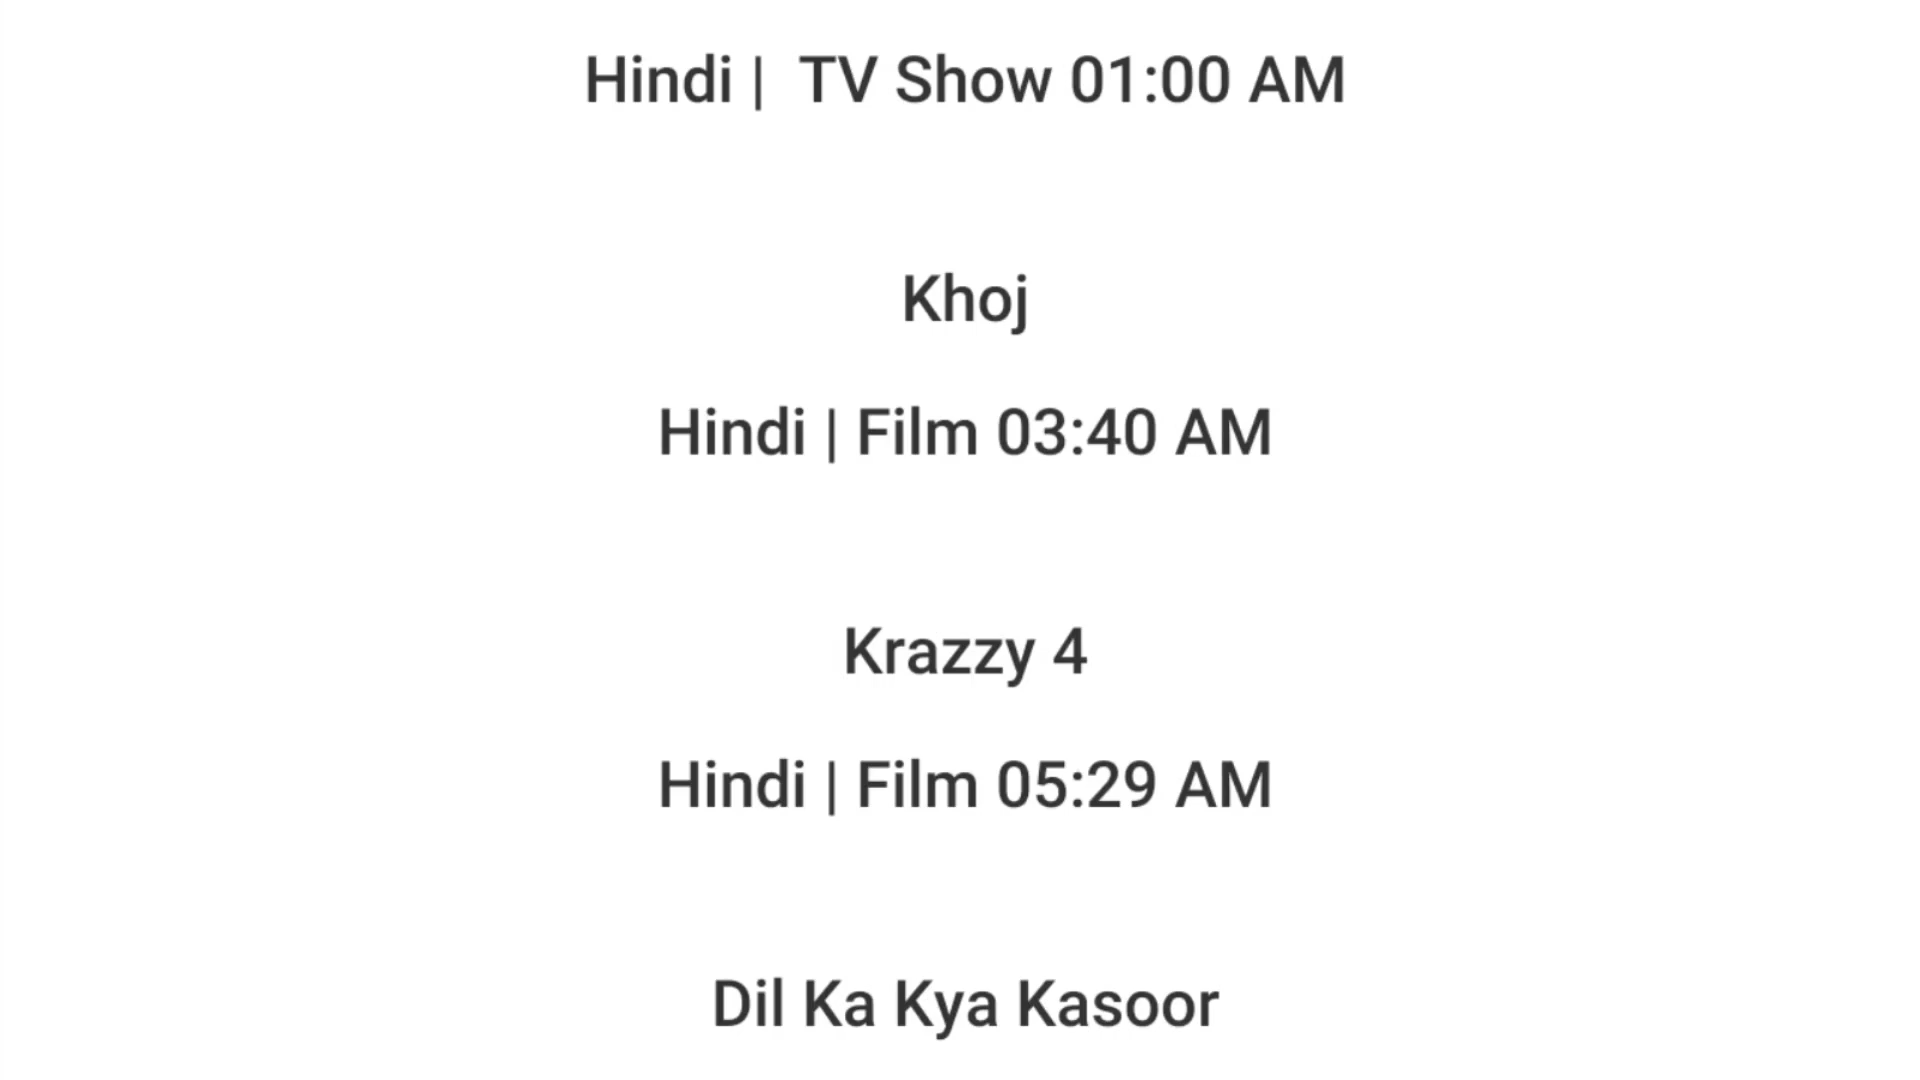 Hindi |  TV Show 01:00 AM
Khoj
Hindi | Film 03:40 AM
Krazzy 4
Hindi | Film 05:29 AM
Dil Ka Kya Kasoor